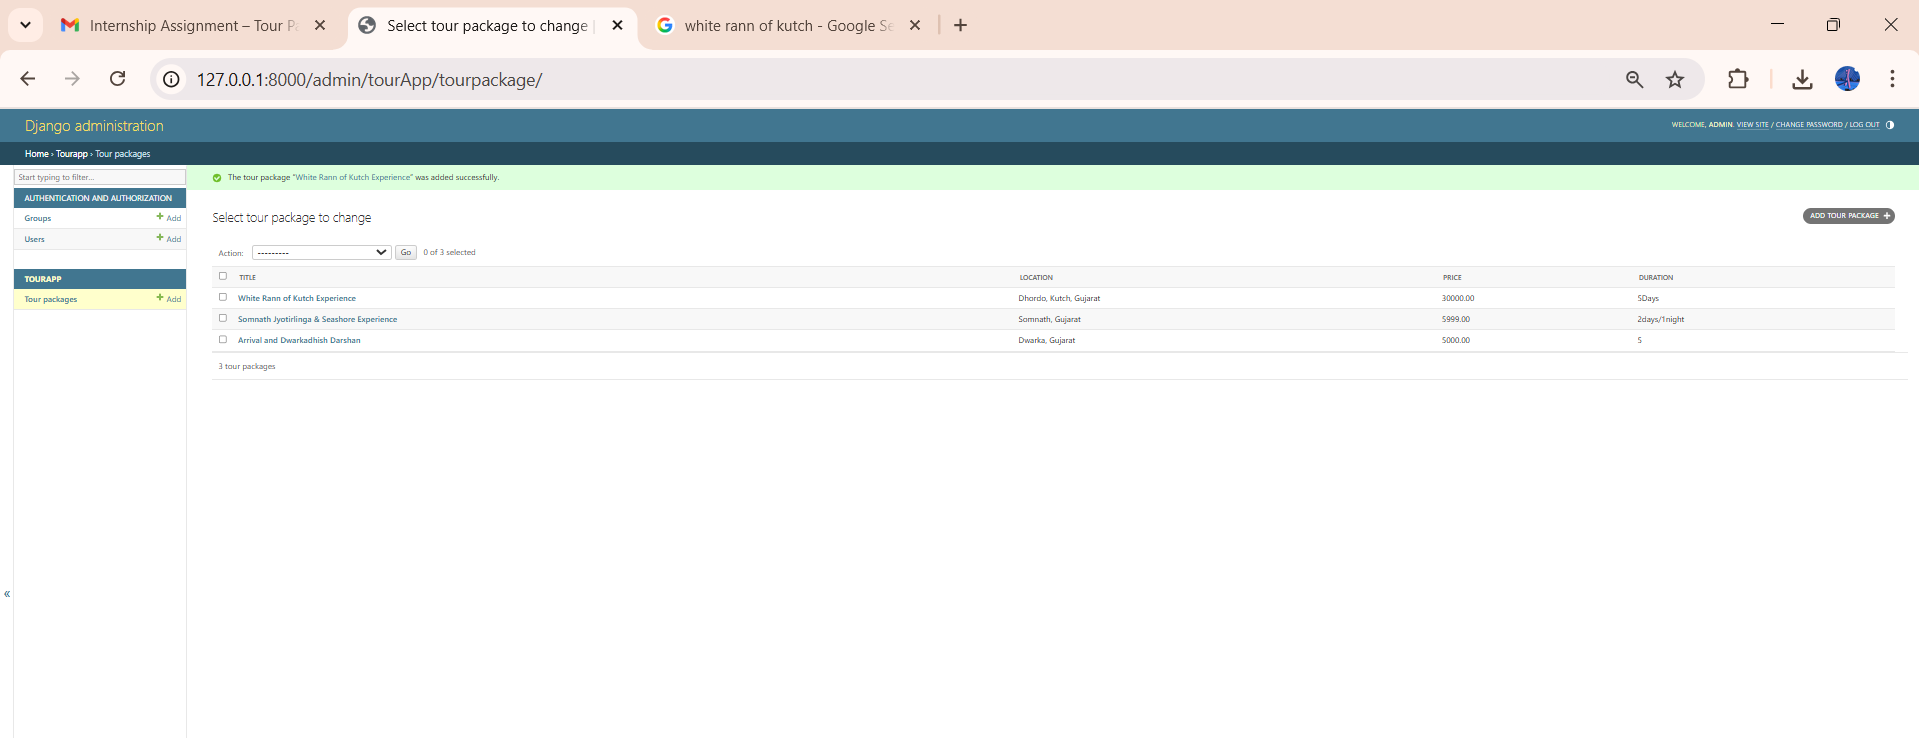 Internship Assignment – Tour Pa
Select tour package to change
white rann of kutch - Google Se
127.0.0.1:8000/admin/tourApp/tourpackage/
Django administration
WELCOME, ADMIN. VIEW SITE / CHANGE PASSWORD / LOG OUT
Home › Tourapp › Tour packages
Start typing to filter...
AUTHENTICATION AND AUTHORIZATION
Groups + Add
Users + Add
TOURAPP
Tour packages + Add
«
The tour package “White Rann of Kutch Experience” was added successfully.
Select tour package to change
ADD TOUR PACKAGE +
Action: --------- Go 0 of 3 selected
TITLE LOCATION PRICE DURATION
White Rann of Kutch Experience Dhordo, Kutch, Gujarat 30000.00 5Days
Somnath Jyotirlinga & Seashore Experience Somnath, Gujarat 5999.00 2days/1night
Arrival and Dwarkadhish Darshan Dwarka, Gujarat 5000.00 5
3 tour packages